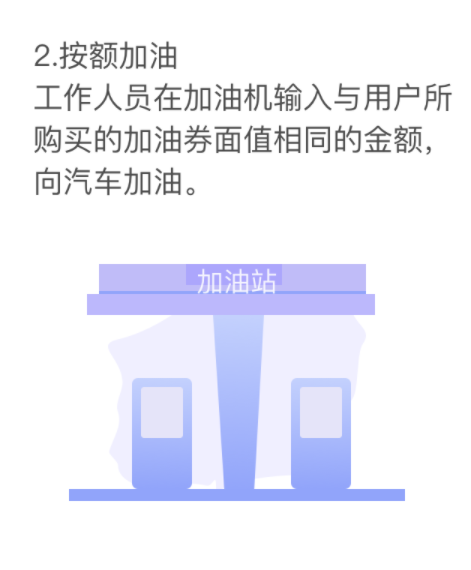 2.按额加油
工作人员在加油机输入与用户所
购买的加油券面值相同的金额，
向汽车加油。
加油站